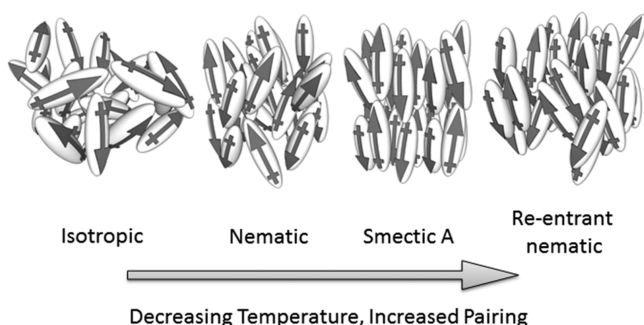 Isotropic
Nematic
Smectic A
Re-entrant
nematic
Decreasing Temperature, Increased Pairing